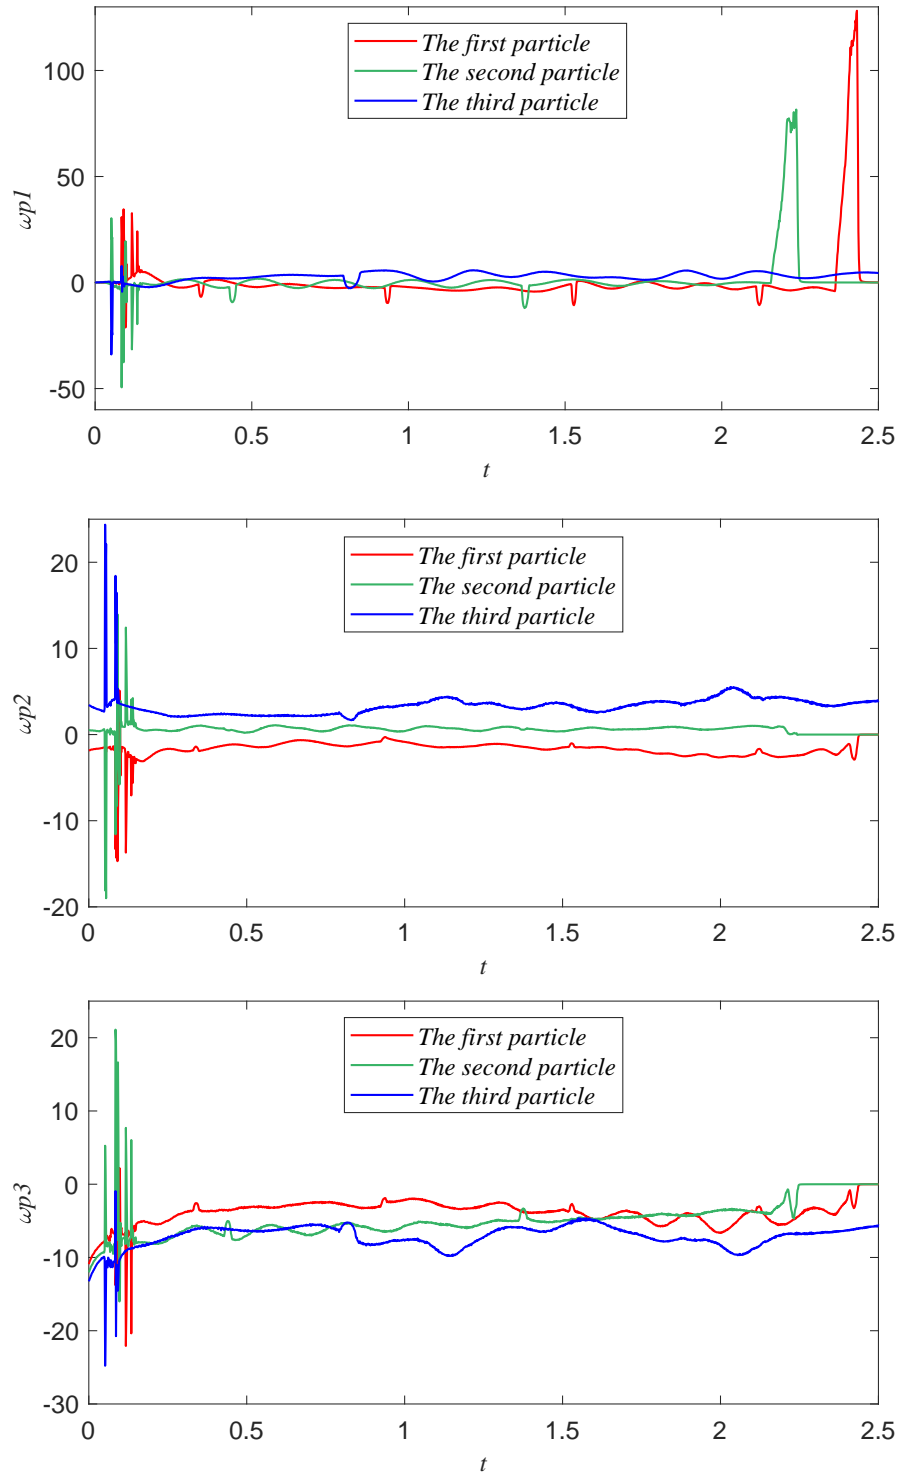 100
50
0
-50
ωp1
The first particle
The second particle
The third particle
0 0.5 1 1.5 2 2.5
t
20
10
0
-10
-20
ωp2
The first particle
The second particle
The third particle
0 0.5 1 1.5 2 2.5
t
20
10
0
-10
-20
-30
ωp3
The first particle
The second particle
The third particle
0 0.5 1 1.5 2 2.5
t